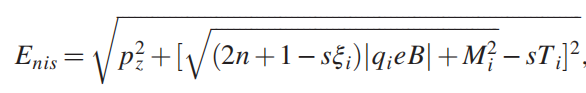 $E_{nis} = \sqrt{p_z^2 + [\sqrt{(2n + 1 - s\xi_i)|q_i eB| + M_i^2} - sT_i]^2},$